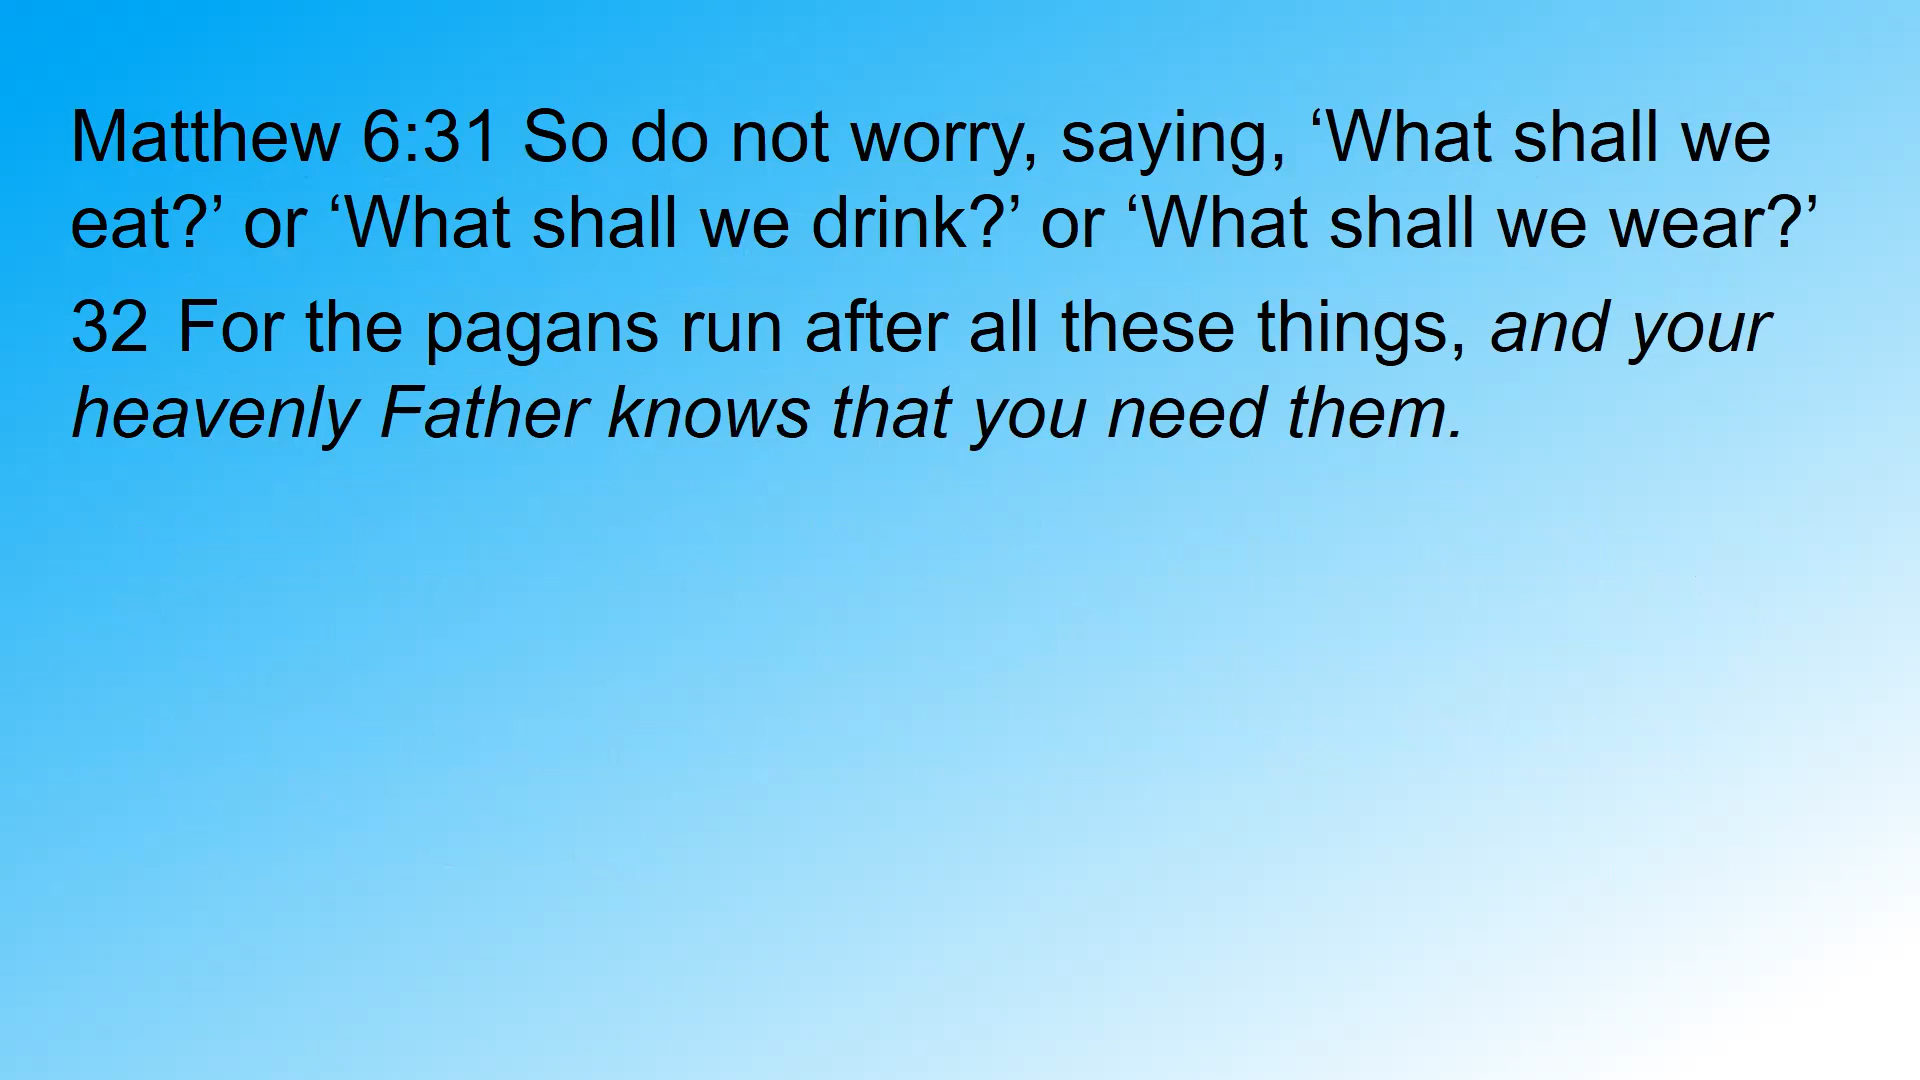 Matthew 6:31 So do not worry, saying, ‘What shall we
eat?’ or ‘What shall we drink?’ or ‘What shall we wear?’
32 For the pagans run after all these things, and your
heavenly Father knows that you need them.